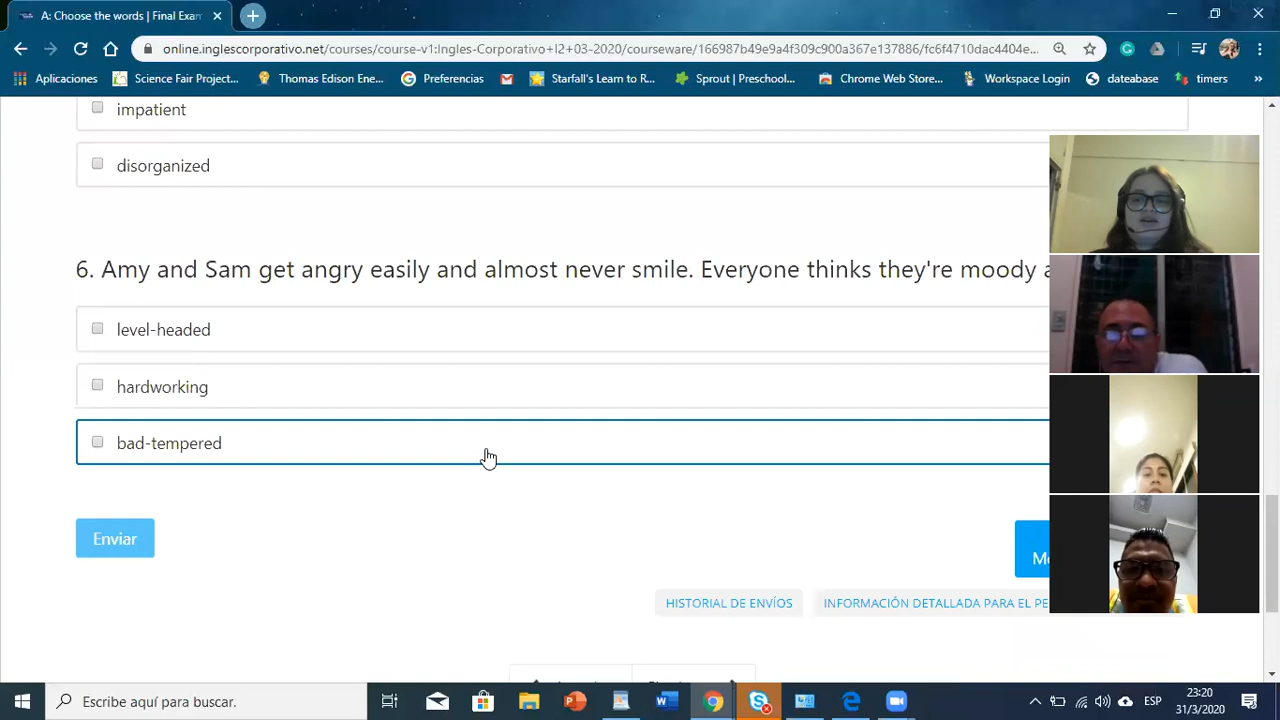 A: Choose the words | Final Exa
online.inglescorporativo.net/courses/course-v1:Ingles-Corporativo+I2+03-2020/courseware/166987b49e9a4f309c900a367e137886/fc6f4710dac4404e...
Aplicaciones
Science Fair Project...
Thomas Edison Ene...
Preferencias
Starfall's Learn to R...
Sprout | Preschool...
Chrome Web Store...
Workspace Login
dateabase
timers
impatient
disorganized
6. Amy and Sam get angry easily and almost never smile. Everyone thinks they're moody
level-headed
hardworking
bad-tempered
Enviar
HISTORIAL DE ENVÍOS
INFORMACIÓN DETALLADA PARA EL
Escribe aquí para buscar.
ESP
23:20
31/3/2020